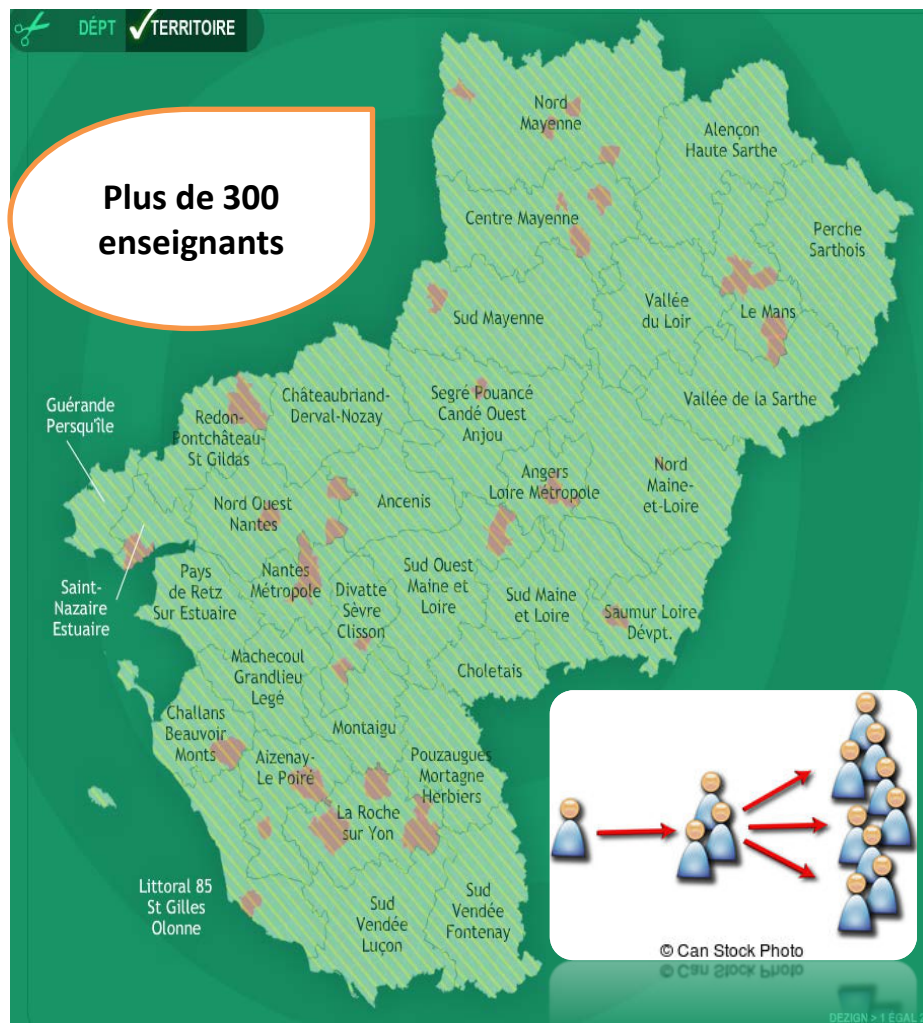 DÉPT TERRITOIRE
Plus de 300
enseignants
Nord
Mayenne
Alençon
Haute Sarthe
Centre Mayenne
Perche
Sarthois
Sud Mayenne
Vallée
du Loir
Le Mans
Vallée de la Sarthe
Guérande
Persqu'île
Redon-
Pontchâteau-
St Gildas
Châteaubriand-
Derval-Nozay
Segré Pouancé
Candé Ouest
Anjou
Angers
Loire Métropole
Nord
Maine-
et-Loire
Nord Ouest
Nantes
Ancenis
Saint-
Nazaire
Estuaire
Pays
de Retz
Sur Estuaire
Nantes
Métropole
Divatte
Sèvre
Clisson
Sud Ouest
Maine et
Loire
Sud Maine
et Loire
Saumur Loire
Dévpt.
Machecoul
Grandlieu
Legé
Choletais
Challans
Beauvoir
Monts
Montaigu
Aizenay-
Le Poiré
Pouzaugues
Mortagne
Herbiers
La Roche
sur Yon
Littoral 85
St Gilles
Olonne
Sud
Vendée
Luçon
Sud
Vendée
Fontenay
© Can Stock Photo
DEZIGN > 1 ÉGAL